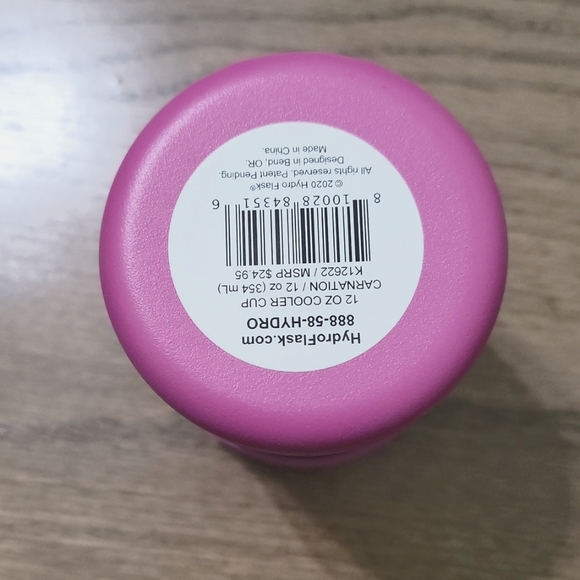 HydroFlask.com
888-58-HYDRO
12 OZ COOLER CUP
CARNATION / 12 oz (354 mL)
K12622 / MSRP $24.95
8 10028 84351 6
© 2020 Hydro Flask®
All rights reserved. Patent Pending.
Designed in Bend, OR.
Made in China.